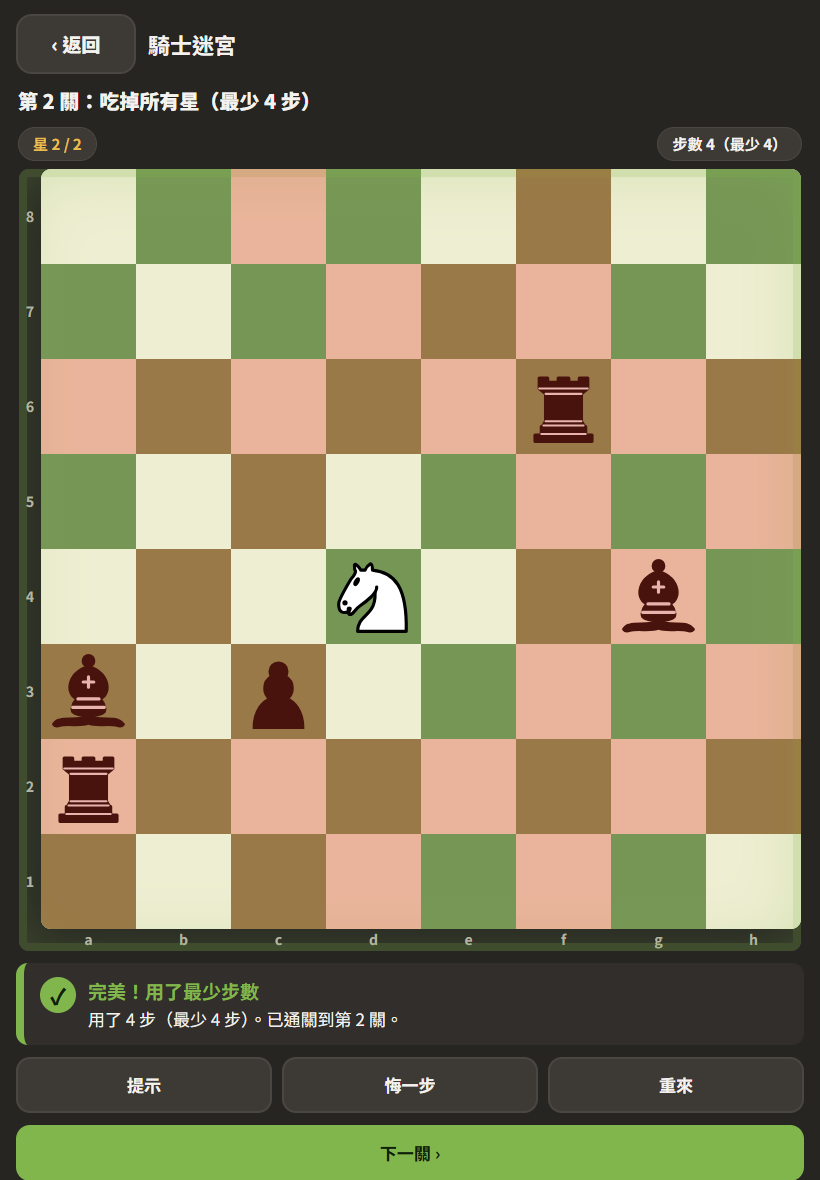 ‹ 返回
騎士迷宮
第 2 關：吃掉所有星（最少 4 步）
星 2 / 2
步數 4（最少 4）
8
7
6
5
4
3
2
1
a b c d e f g h
完美！用了最少步數
用了 4 步（最少 4 步）。已通關到第 2 關。
提示
悔一步
重來
下一關 ›